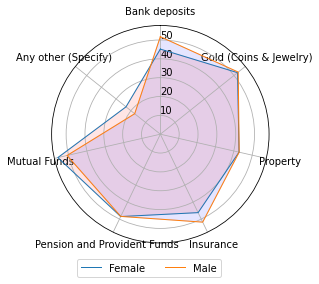 Bank deposits
50
Any other (Specify)
Gold (Coins & Jewelry)
40
30
20
10
Mutual Funds
Property
Pension and Provident Funds
Insurance
Female
Male